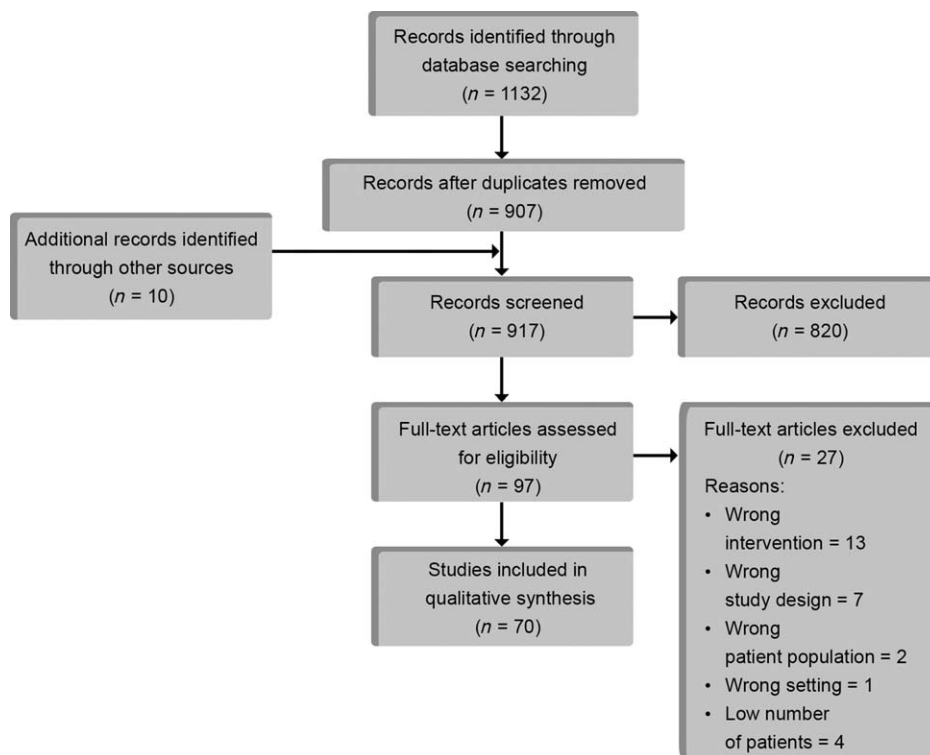 Records identified through
database searching
(n = 1132)
Records after duplicates removed
(n = 907)
Additional records identified
through other sources
(n = 10)
Records screened
(n = 917)
Records excluded
(n = 820)
Full-text articles assessed
for eligibility
(n = 97)
Full-text articles excluded
(n = 27)
Reasons:
• Wrong
intervention = 13
• Wrong
study design = 7
• Wrong
patient population = 2
• Wrong setting = 1
• Low number
of patients = 4
Studies included in
qualitative synthesis
(n = 70)